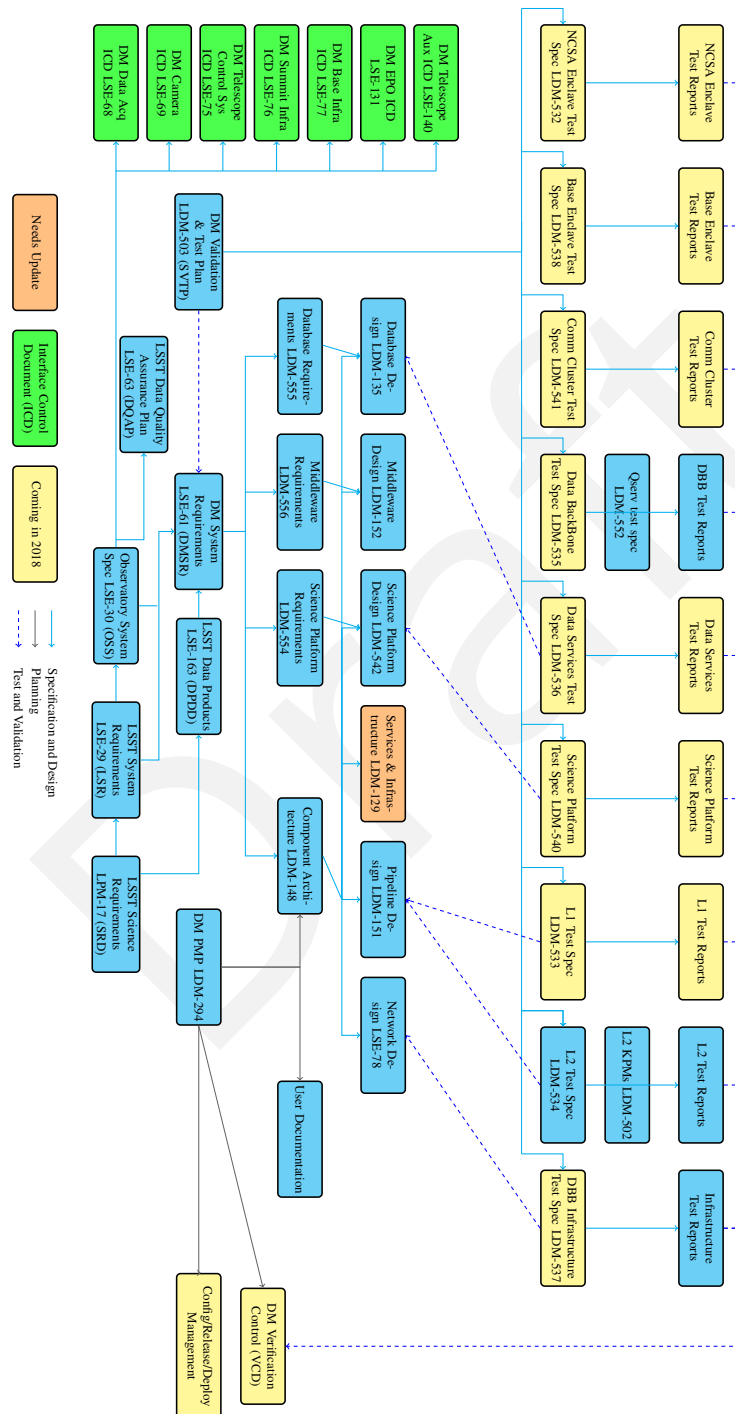 NCSA Enclave
Test Reports
Base Enclave
Test Reports
Comm Cluster
Test Reports
DBB Test Reports
Data Services
Test Reports
Science Platform
Test Reports
L1 Test Reports
L2 Test Reports
Infrastructure
Test Reports
Qserv test spec
LDM-552
L2 KPMs LDM-502
NCSA Enclave Test
Spec LDM-532
Base Enclave Test
Spec LDM-538
Comm Cluster Test
Spec LDM-541
Data BackBone
Test Spec LDM-535
Data Services Test
Spec LDM-536
Science Platform
Test Spec LDM-540
L1 Test Spec
LDM-533
L2 Test Spec
LDM-534
DBB Infrastructure
Test Spec LDM-537
DM Telescope
Aux ICD LSE-140
DM EPO ICD
LSE-131
DM Base Infra
ICD LSE-77
DM Summit Infra
ICD LSE-76
DM Telescope
Control Sys
ICD LSE-75
DM Camera
ICD LSE-69
DM Data Acq
ICD LSE-68
Database De-
sign LDM-135
Middleware
Design LDM-152
Science Platform
Design LDM-542
Services & Infras-
tructure LDM-129
Pipeline De-
sign LDM-151
Network De-
sign LSE-78
Database Require-
ments LDM-555
Middleware
Requirements
LDM-556
Science Platform
Requirements
LDM-554
Component Archi-
tecture LDM-148
User Documentation
DM Verification
Control (VCD)
DM Validation
& Test Plan
LDM-503 (SVTP)
DM System
Requirements
LSE-61 (DMSR)
LSST Data Products
LSE-163 (DPDD)
DM PMP LDM-294
Config/Release/Deploy
Management
LSST Data Quality
Assurance Plan
LSE-63 (DQAP)
Observatory System
Spec LSE-30 (OSS)
LSST System
Requirements
LSE-29 (LSR)
LSST Science
Requirements
LPM-17 (SRD)
Needs Update
Interface Control
Document (ICD)
Coming in 2018
Specification and Design
Planning
Test and Validation
Draft